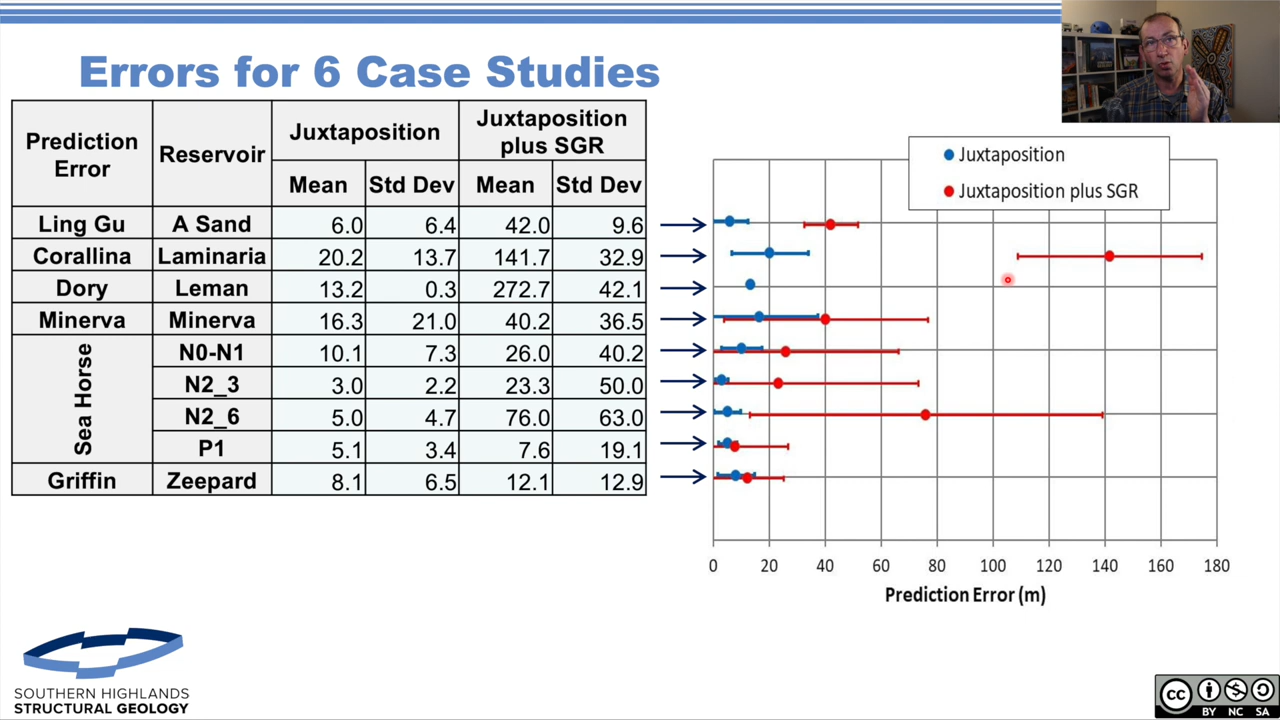 Errors for 6 Case Studies
Prediction Error Reservoir Juxtaposition Juxtaposition plus SGR
Mean Std Dev Mean Std Dev
Ling Gu A Sand 6.0 6.4 42.0 9.6
Corallina Laminaria 20.2 13.7 141.7 32.9
Dory Leman 13.2 0.3 272.7 42.1
Minerva Minerva 16.3 21.0 40.2 36.5
Sea Horse N0-N1 10.1 7.3 26.0 40.2
N2_3 3.0 2.2 23.3 50.0
N2_6 5.0 4.7 76.0 63.0
P1 5.1 3.4 7.6 19.1
Griffin Zeepard 8.1 6.5 12.1 12.9
Juxtaposition
Juxtaposition plus SGR
0 20 40 60 80 100 120 140 160 180
Prediction Error (m)
SOUTHERN HIGHLANDS
STRUCTURAL GEOLOGY
cc
BY NC SA